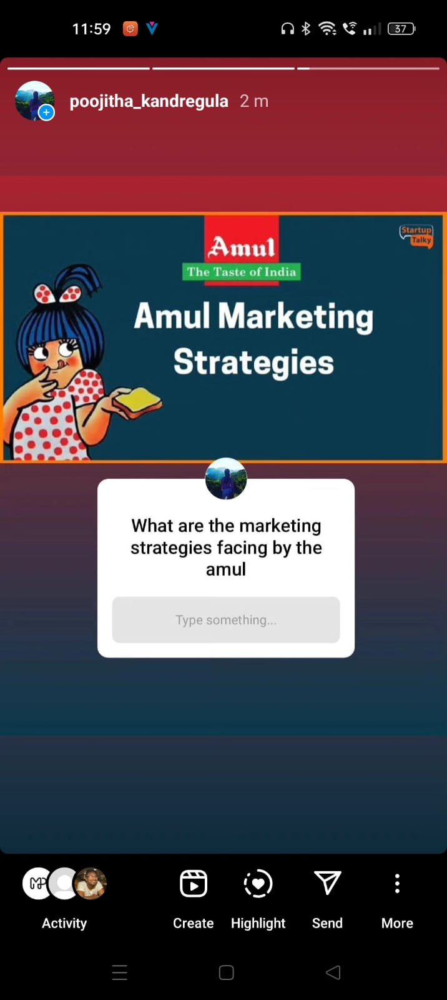 11:59
37
poojitha_kandregula 2 m
Startup
Talky
Amul
The Taste of India
Amul Marketing
Strategies
What are the marketing
strategies facing by the
amul
Type something...
MP
Activity
Create
Highlight
Send
More